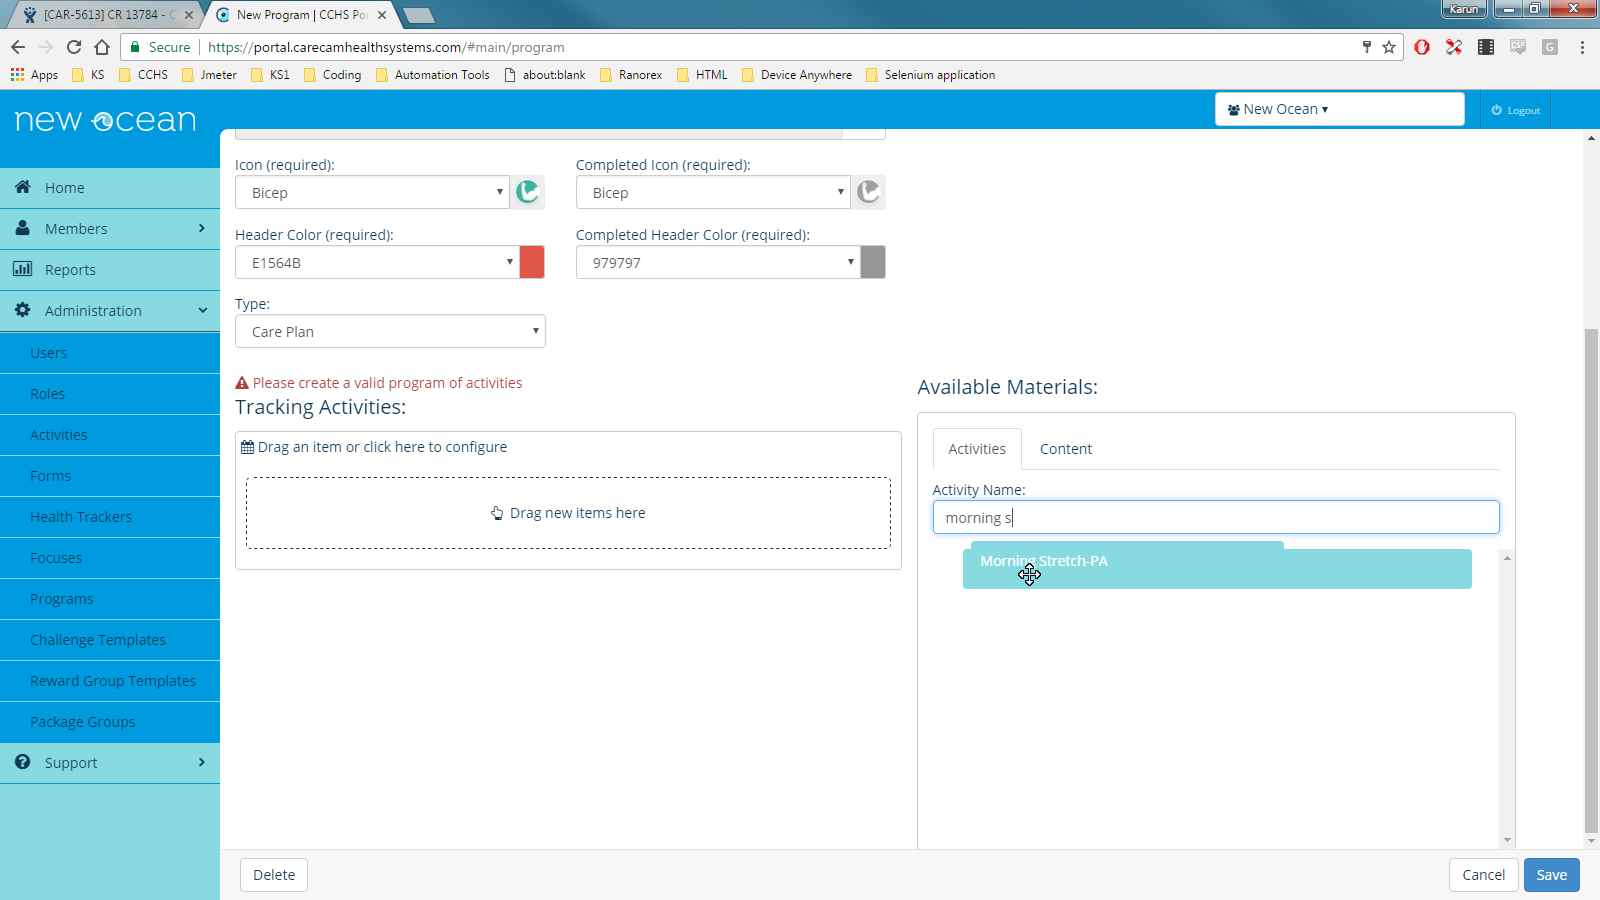 [CAR-5613] CR 13784 - C
New Program | CCHS Po
Karun
Secure
https://portal.carecamhealthsystems.com/#main/program
Apps
KS
CCHS
Jmeter
KS1
Coding
Automation Tools
about:blank
Ranorex
HTML
Device Anywhere
Selenium application
new ocean
New Ocean
Logout
Home
Members
Reports
Administration
Users
Roles
Activities
Forms
Health Trackers
Focuses
Programs
Challenge Templates
Reward Group Templates
Package Groups
Support
Icon (required):
Completed Icon (required):
Bicep
Bicep
Header Color (required):
Completed Header Color (required):
E1564B
979797
Type:
Care Plan
Please create a valid program of activities
Tracking Activities:
Drag an item or click here to configure
Drag new items here
Available Materials:
Activities
Content
Activity Name:
morning s
Morning Stretch-PA
Delete
Cancel
Save